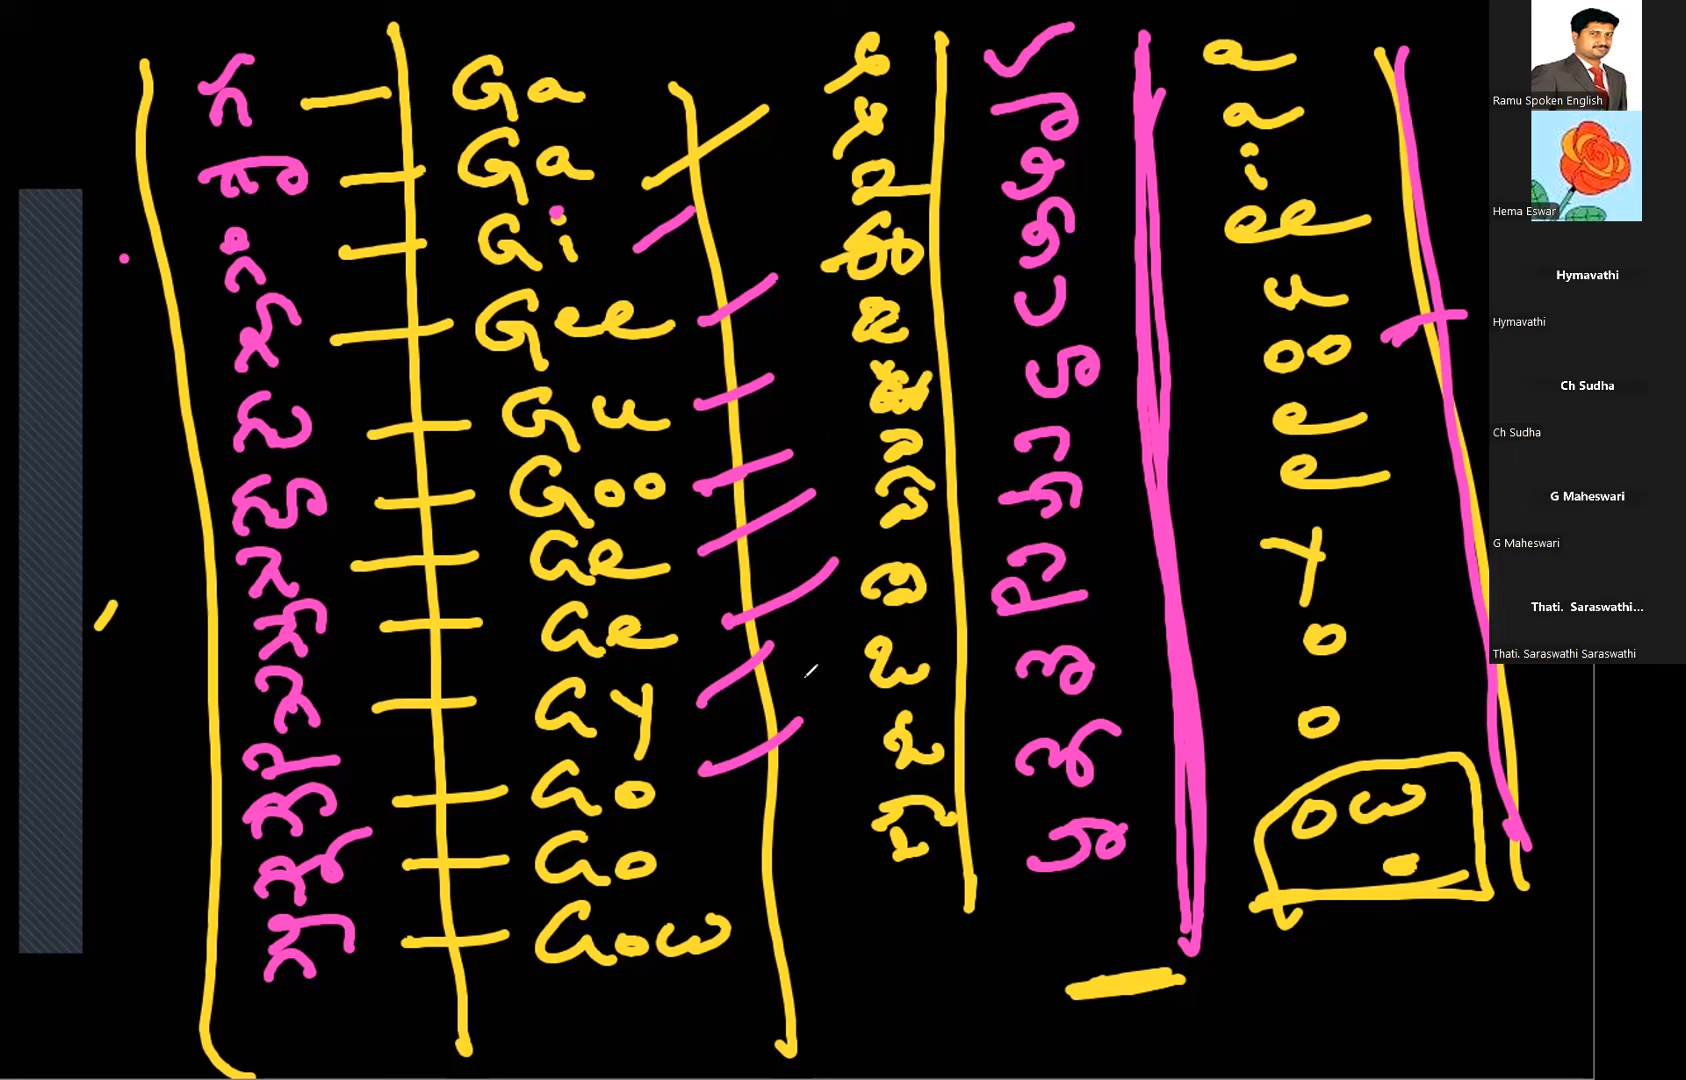 గ — Ga అ ✓ a
గా — Ga ఆ ా a
గి — Gi ఇ ి i
గీ — Gee ఈ ీ ee
గు — Gu ఉ ు u
గూ — Goo ఊ ూ oo
గె — Ge ఎ ె e
గే — Ge ఏ ే e
గై — Gy ఐ ై y
గొ — Go ఒ ొ o
గో — Go ఓ ో o
గౌ — Gow ఔ ౌ ow
Ramu Spoken English
Hema Eswar
Hymavathi
Hymavathi
Ch Sudha
Ch Sudha
G Maheswari
G Maheswari
Thati. Saraswathi...
Thati. Saraswathi Saraswathi